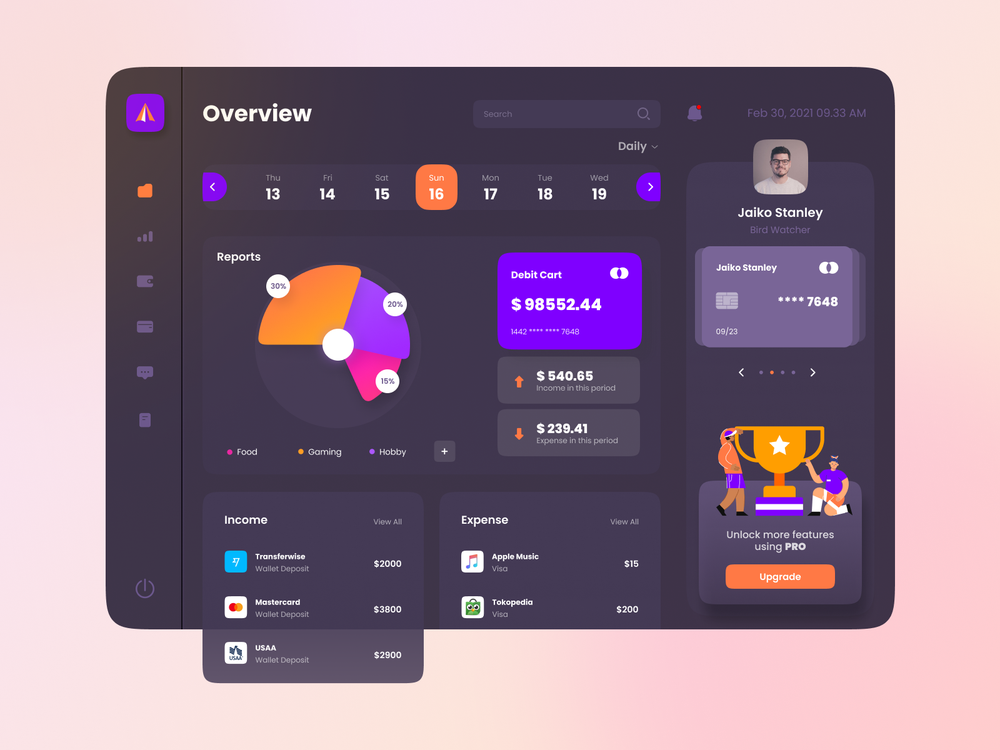 Overview
Search
Feb 30, 2021 09.33 AM
Daily
Thu Fri Sat Sun Mon Tue Wed
13 14 15 16 17 18 19
Reports
30%
20%
15%
Food Gaming Hobby +
Debit Cart
$ 98552.44
1442 **** **** 7648
$ 540.65
Income in this period
$ 239.41
Expense in this period
Jaiko Stanley
Bird Watcher
Jaiko Stanley
**** 7648
09/23
Unlock more features
using PRO
Upgrade
Income View All
Transferwise
Wallet Deposit
$2000
Mastercard
Wallet Deposit
$3800
USAA
USAA
Wallet Deposit
$2900
Expense View All
Apple Music
Visa
$15
Tokopedia
Visa
$200